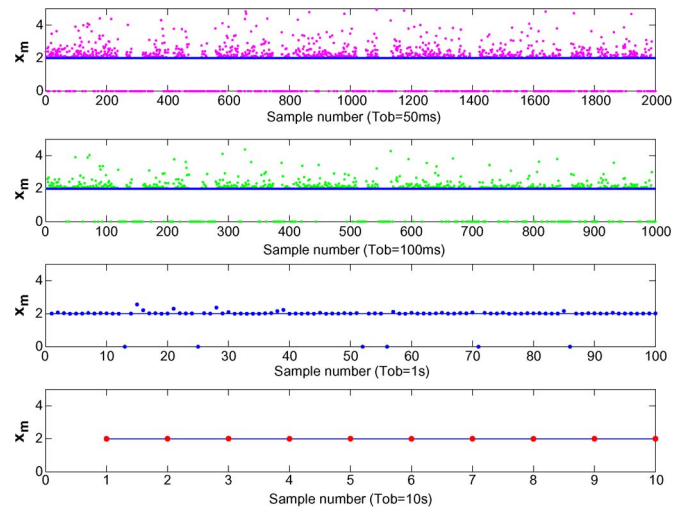 x_m
4
2
0
0 200 400 600 800 1000 1200 1400 1600 1800 2000
Sample number (Tob=50ms)
x_m
4
2
0
0 100 200 300 400 500 600 700 800 900 1000
Sample number (Tob=100ms)
x_m
4
2
0
0 10 20 30 40 50 60 70 80 90 100
Sample number (Tob=1s)
x_m
4
2
0
0 1 2 3 4 5 6 7 8 9 10
Sample number (Tob=10s)